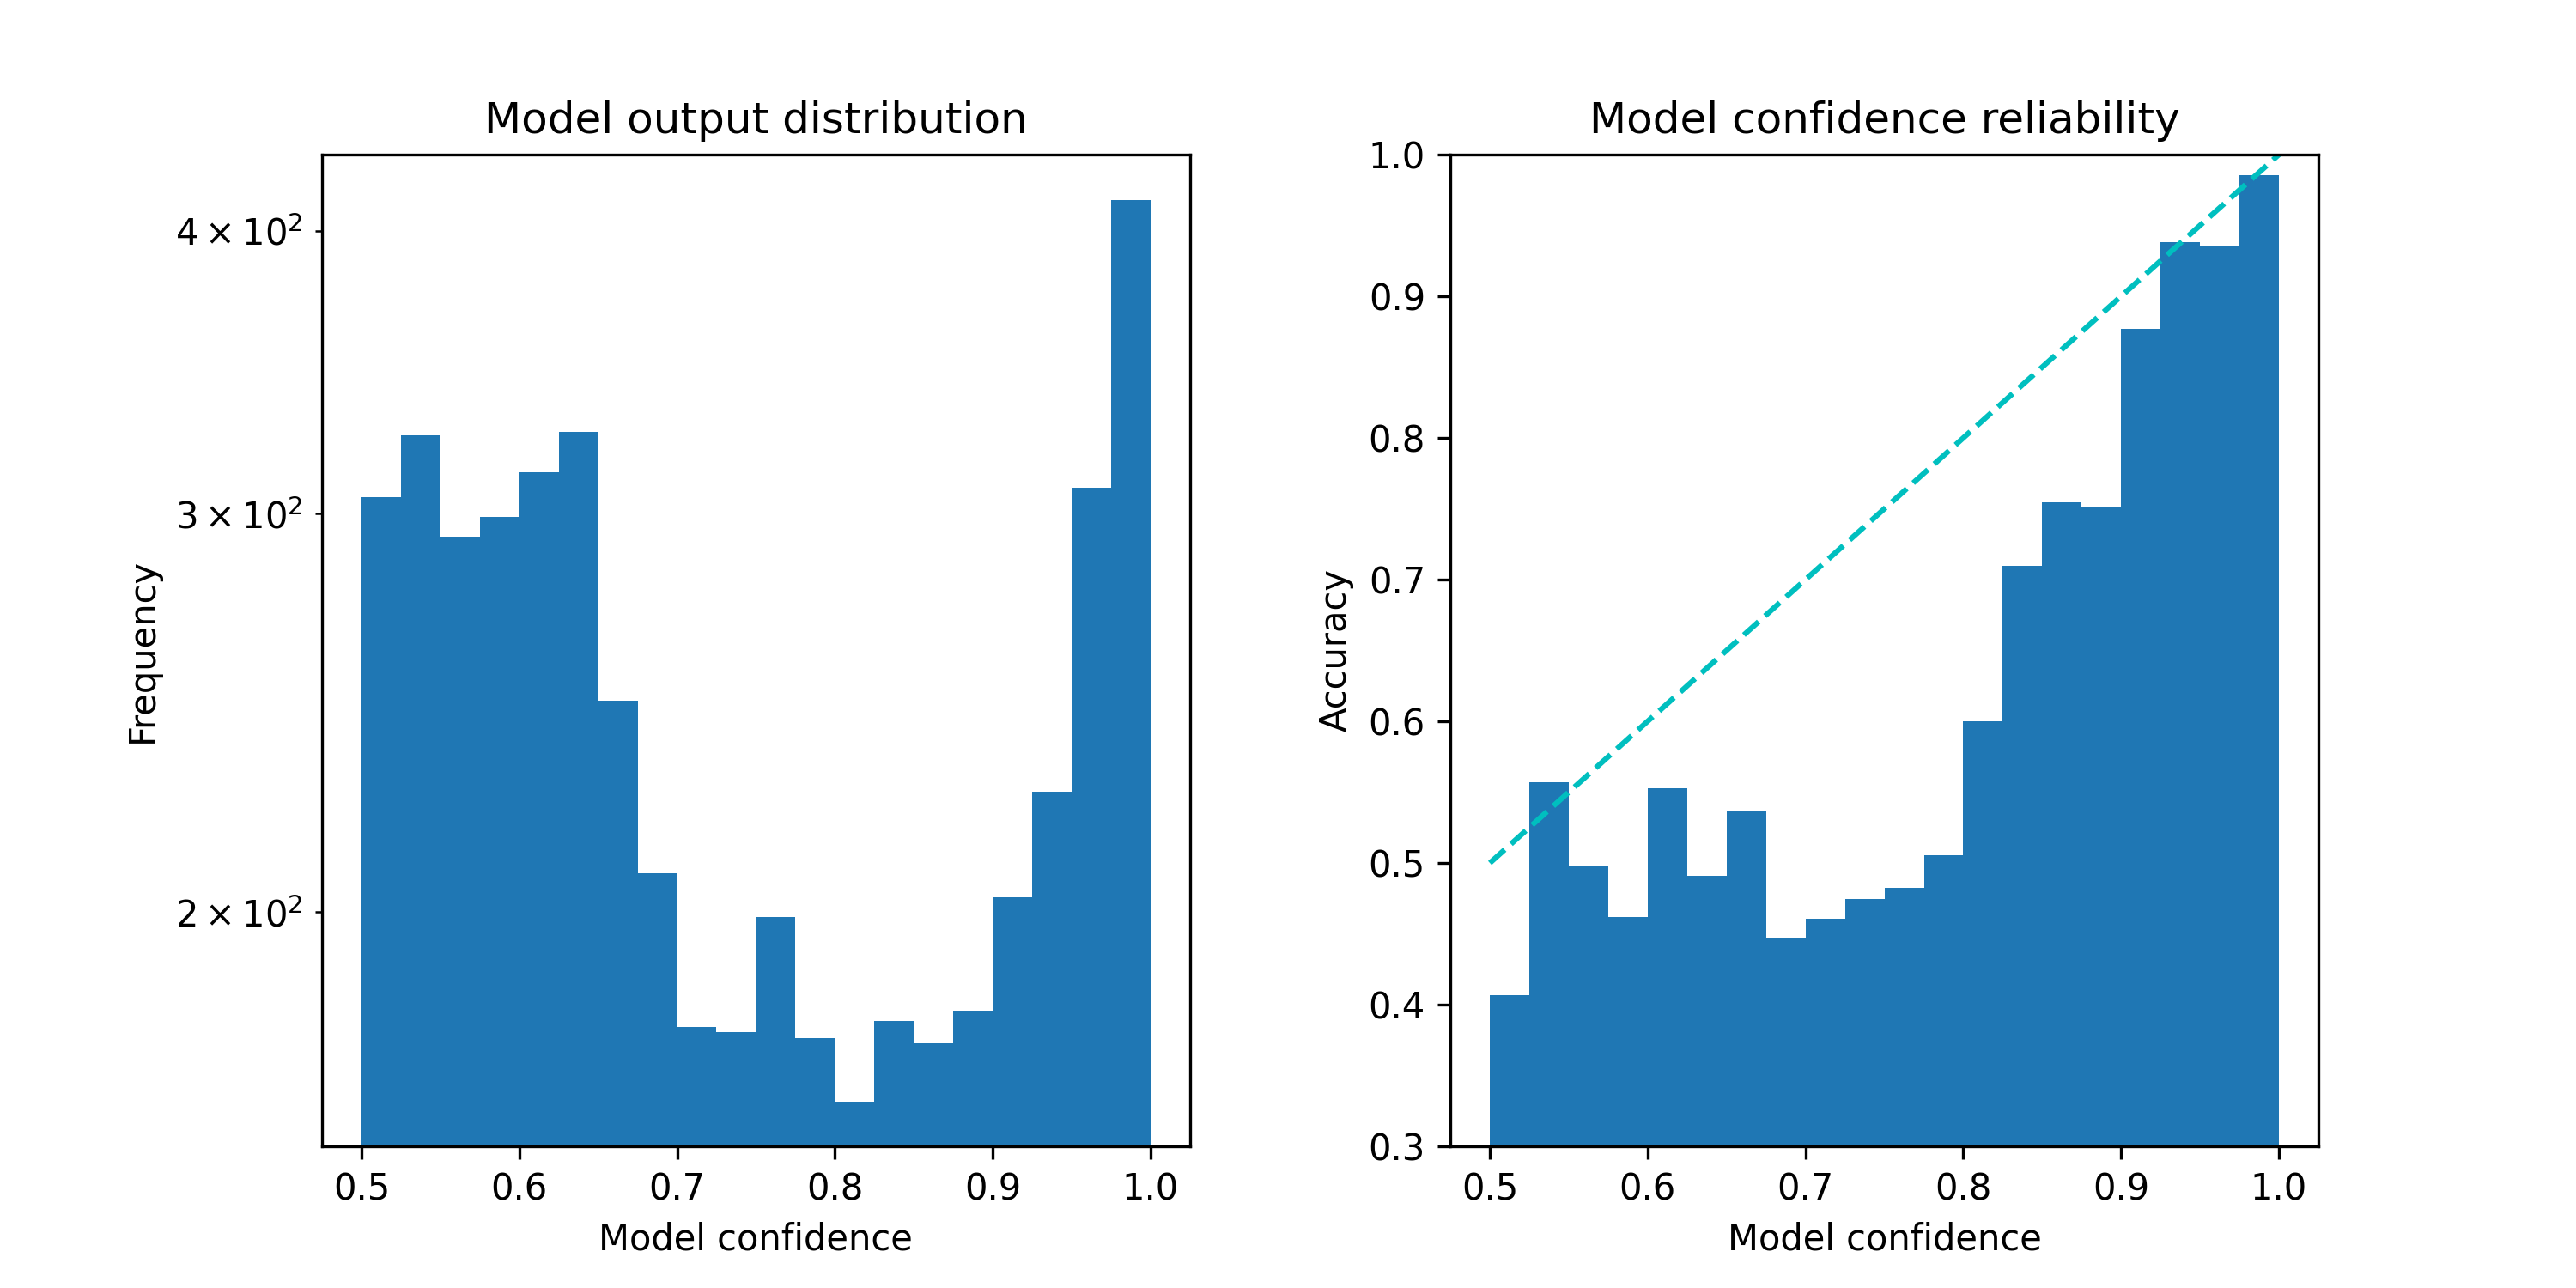 Model output distribution
4 × 10²
3 × 10²
2 × 10²
Frequency
0.5 0.6 0.7 0.8 0.9 1.0
Model confidence
Model confidence reliability
1.0
0.9
0.8
0.7
0.6
0.5
0.4
0.3
Accuracy
0.5 0.6 0.7 0.8 0.9 1.0
Model confidence